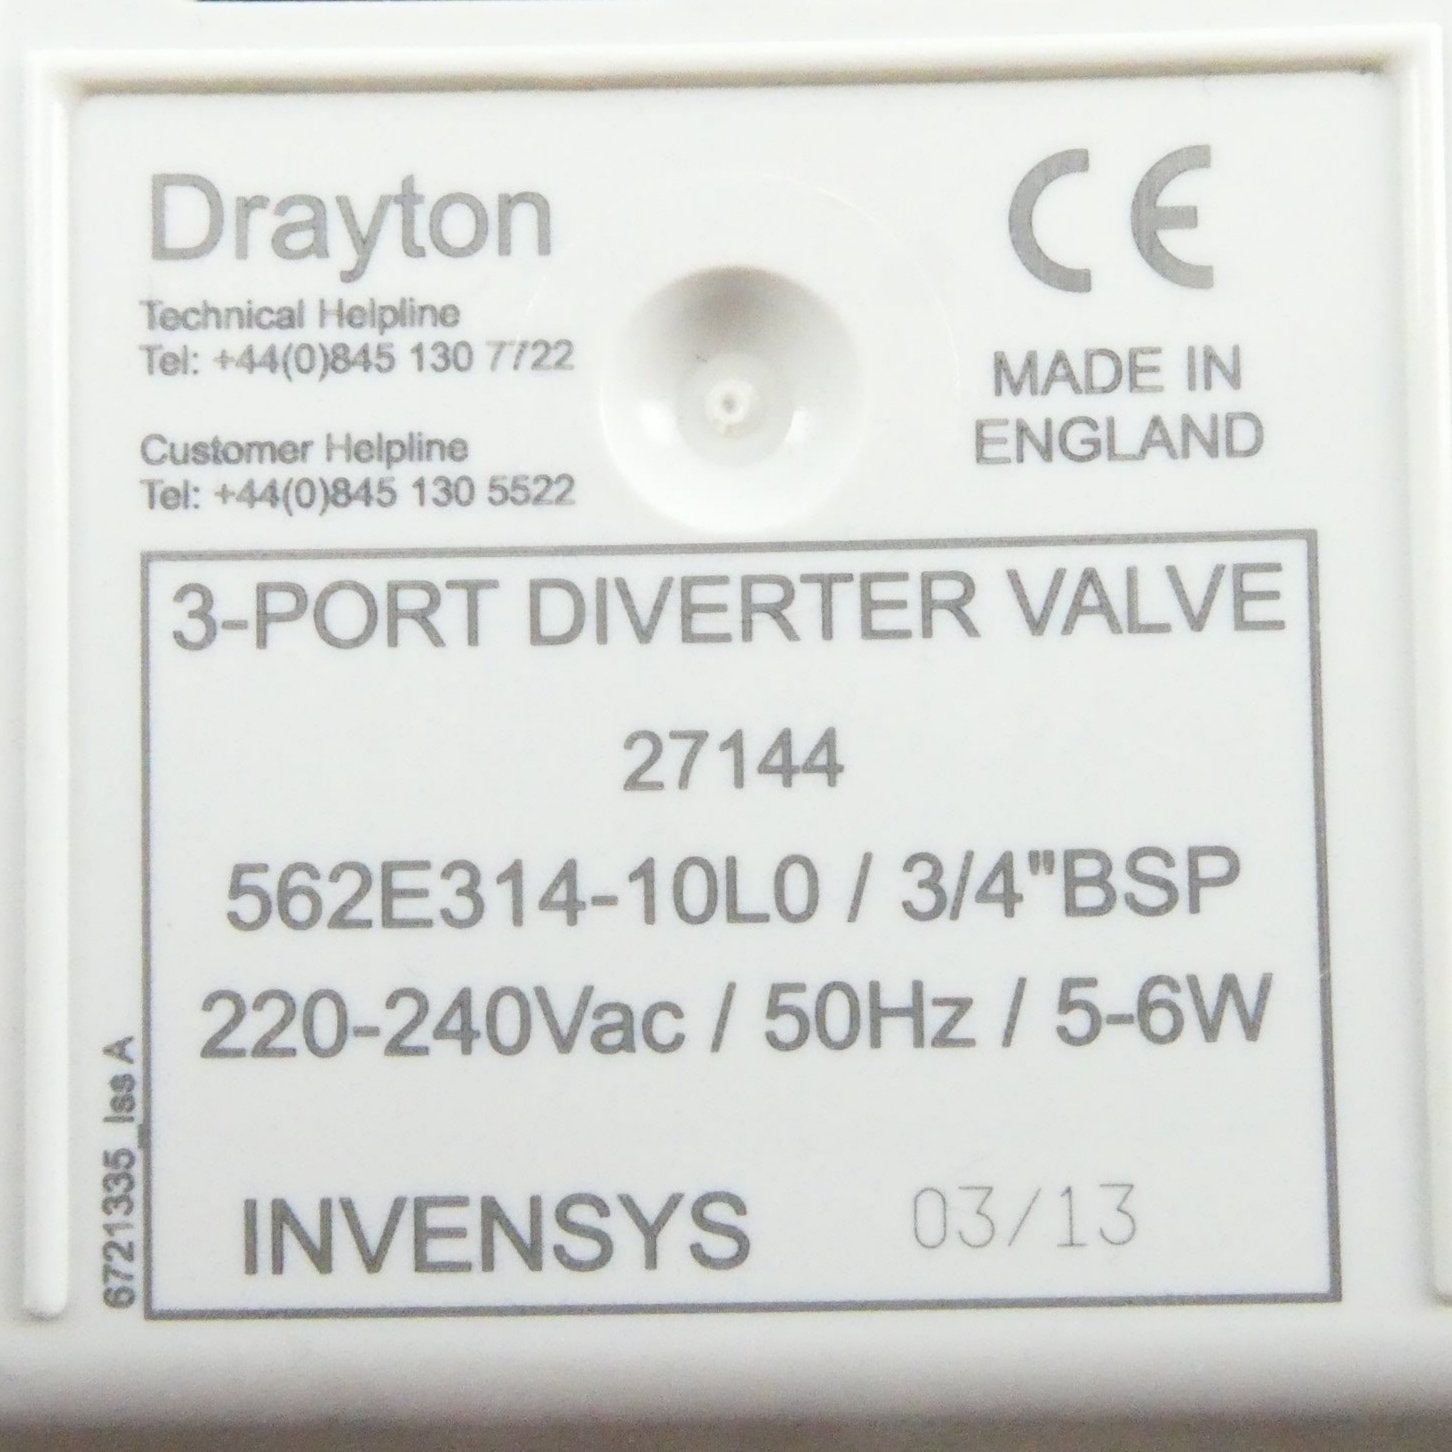 Drayton
Technical Helpline
Tel: +44(0)845 130 7722
Customer Helpline
Tel: +44(0)845 130 5522
CE
MADE IN
ENGLAND
3-PORT DIVERTER VALVE
27144
562E314-10L0 / 3/4"BSP
220-240Vac / 50Hz / 5-6W
INVENSYS 03/13
6721335_Iss A